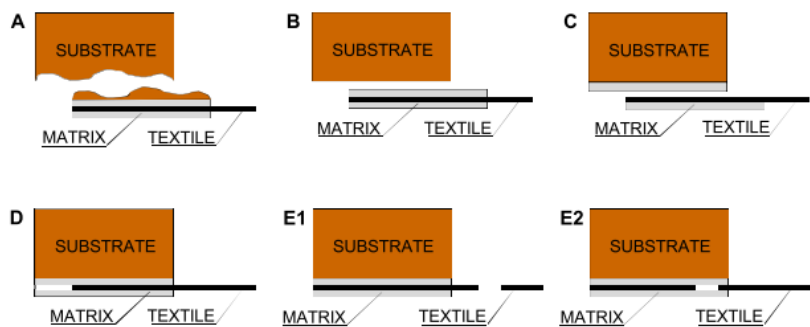 A
SUBSTRATE
MATRIX TEXTILE
B
SUBSTRATE
MATRIX TEXTILE
C
SUBSTRATE
MATRIX TEXTILE
D
SUBSTRATE
MATRIX TEXTILE
E1
SUBSTRATE
MATRIX TEXTILE
E2
SUBSTRATE
MATRIX TEXTILE